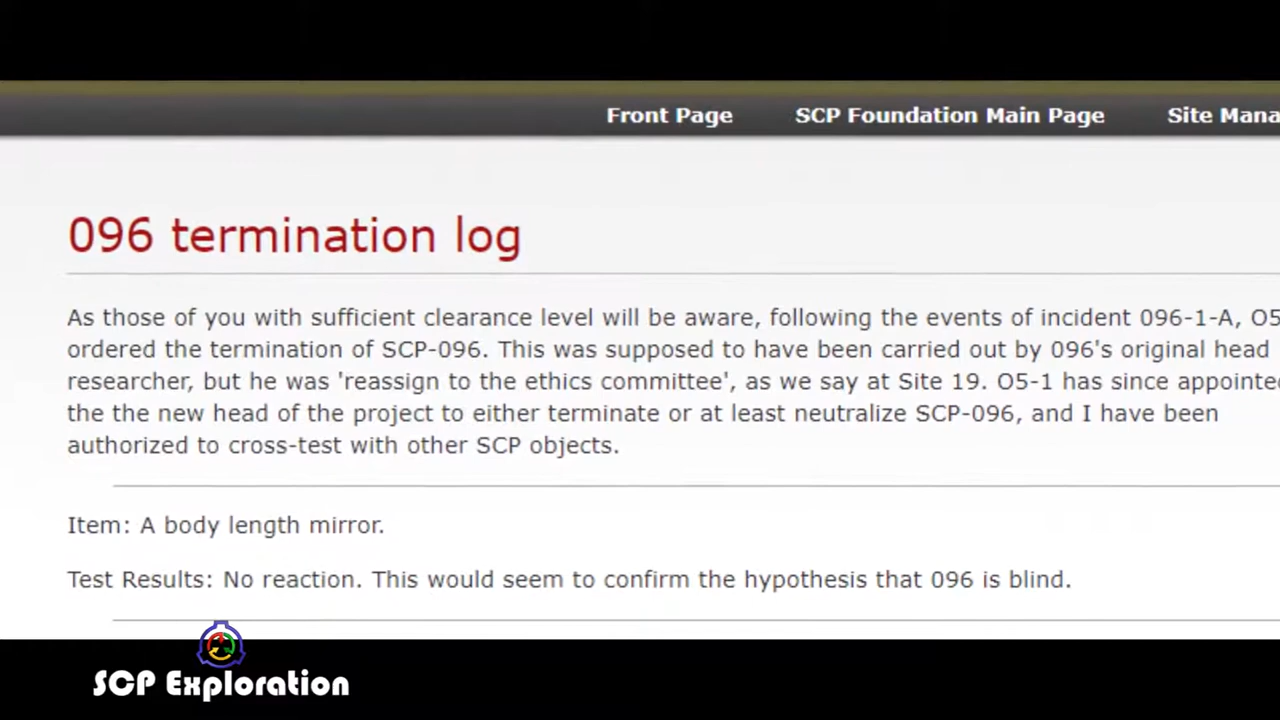 Front Page SCP Foundation Main Page Site Mana
096 termination log
As those of you with sufficient clearance level will be aware, following the events of incident 096-1-A, O5
ordered the termination of SCP-096. This was supposed to have been carried out by 096's original head
researcher, but he was 'reassign to the ethics committee', as we say at Site 19. O5-1 has since appointed
the the new head of the project to either terminate or at least neutralize SCP-096, and I have been
authorized to cross-test with other SCP objects.
Item: A body length mirror.
Test Results: No reaction. This would seem to confirm the hypothesis that 096 is blind.
SCP Exploration